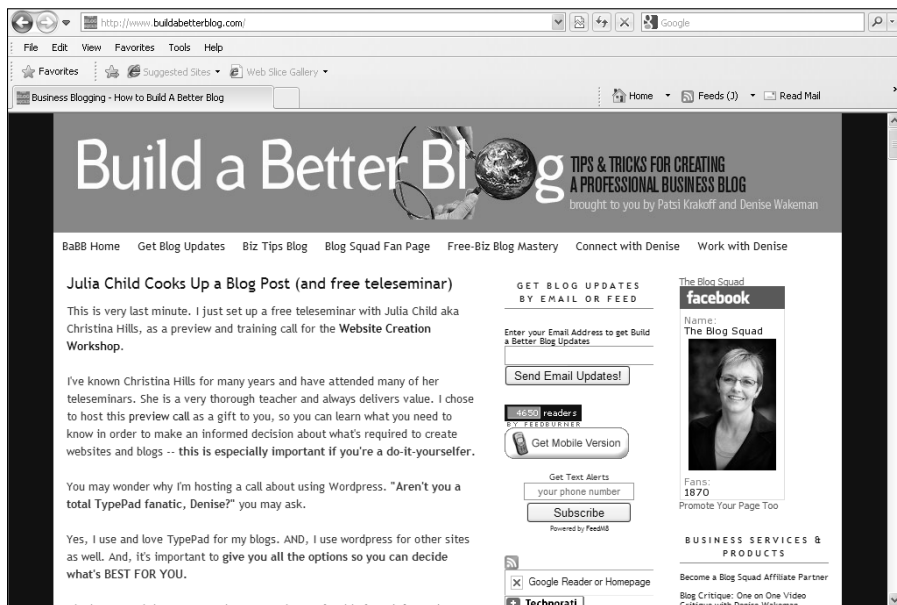 http://www.buildabetterblog.com/
Google
File Edit View Favorites Tools Help
Favorites Suggested Sites Web Slice Gallery
Business Blogging - How to Build A Better Blog
Home Feeds (J) Read Mail
Build a Better Blog
TIPS & TRICKS FOR CREATING
A PROFESSIONAL BUSINESS BLOG
brought to you by Patsi Krakoff and Denise Wakeman
BaBB Home Get Blog Updates Biz Tips Blog Blog Squad Fan Page Free-Biz Blog Mastery Connect with Denise Work with Denise
Julia Child Cooks Up a Blog Post (and free teleseminar)
This is very last minute. I just set up a free teleseminar with Julia Child aka
Christina Hills, as a preview and training call for the Website Creation
Workshop.
I've known Christina Hills for many years and have attended many of her
teleseminars. She is a very thorough teacher and always delivers value. I chose
to host this preview call as a gift to you, so you can learn what you need to
know in order to make an informed decision about what's required to create
websites and blogs -- this is especially important if you're a do-it-yourselfer.
You may wonder why I'm hosting a call about using Wordpress. "Aren't you a
total TypePad fanatic, Denise?" you may ask.
Yes, I use and love TypePad for my blogs. AND, I use wordpress for other sites
as well. And, it's important to give you all the options so you can decide
what's BEST FOR YOU.
GET BLOG UPDATES
BY EMAIL OR FEED
Enter your Email Address to get Build
a Better Blog Updates
Send Email Updates!
4650 readers
BY FEEDBURNER
Get Mobile Version
Get Text Alerts
your phone number
Subscribe
Powered by FeedM8
Google Reader or Homepage
Technorati
The Blog Squad
facebook
Name:
The Blog Squad
Fans:
1870
Promote Your Page Too
BUSINESS SERVICES &
PRODUCTS
Become a Blog Squad Affiliate Partner
Blog Critique: One on One Video
Critique with Denise Wakeman